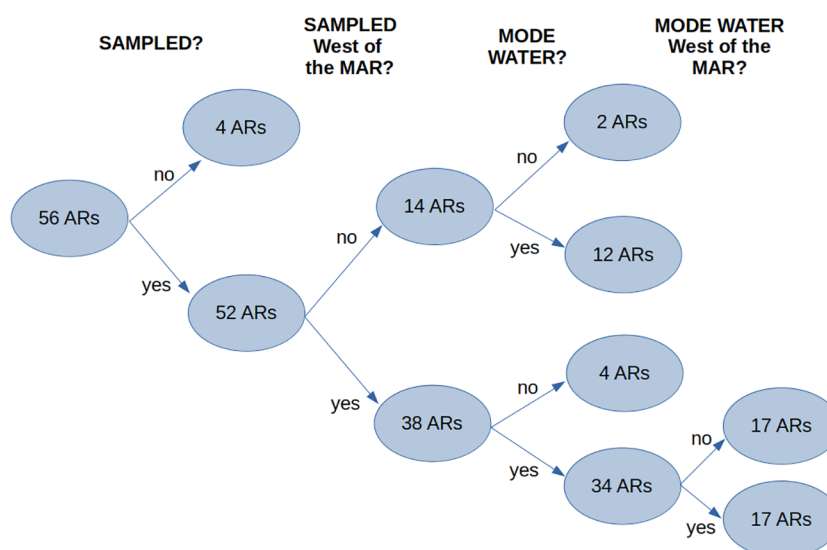 SAMPLED?
SAMPLED
West of
the MAR?
MODE
WATER?
MODE WATER
West of the
MAR?
56 ARs
no
4 ARs
yes
52 ARs
no
14 ARs
yes
38 ARs
no
2 ARs
yes
12 ARs
no
4 ARs
yes
34 ARs
no
17 ARs
yes
17 ARs